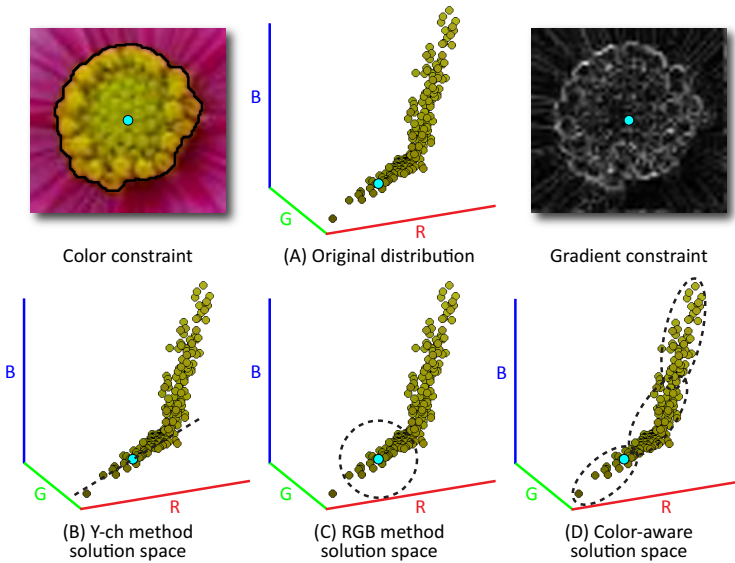 B
G
R
Color constraint
(A) Original distribution
Gradient constraint
B
G
R
(B) Y-ch method
solution space
B
G
R
(C) RGB method
solution space
B
G
R
(D) Color-aware
solution space